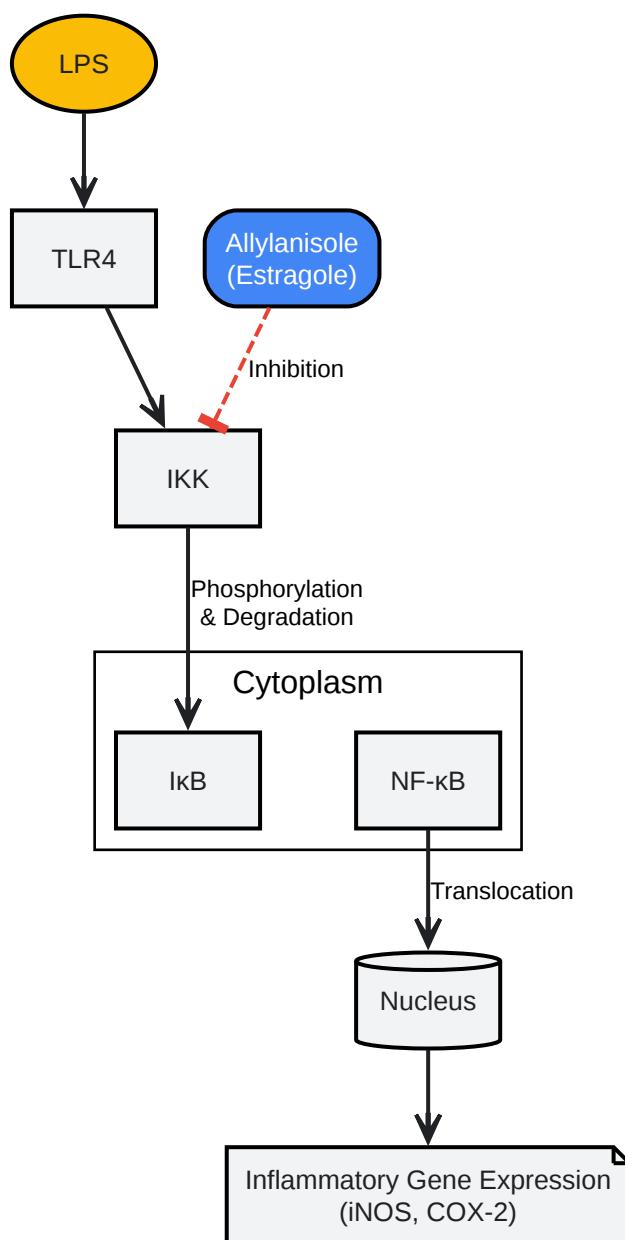 LPS
TLR4
Allylanisole
(Estragole)
Inhibition
IKK
Phosphorylation
& Degradation
Cytoplasm
IκB
NF-κB
Translocation
Nucleus
Inflammatory Gene Expression
(iNOS, COX-2)